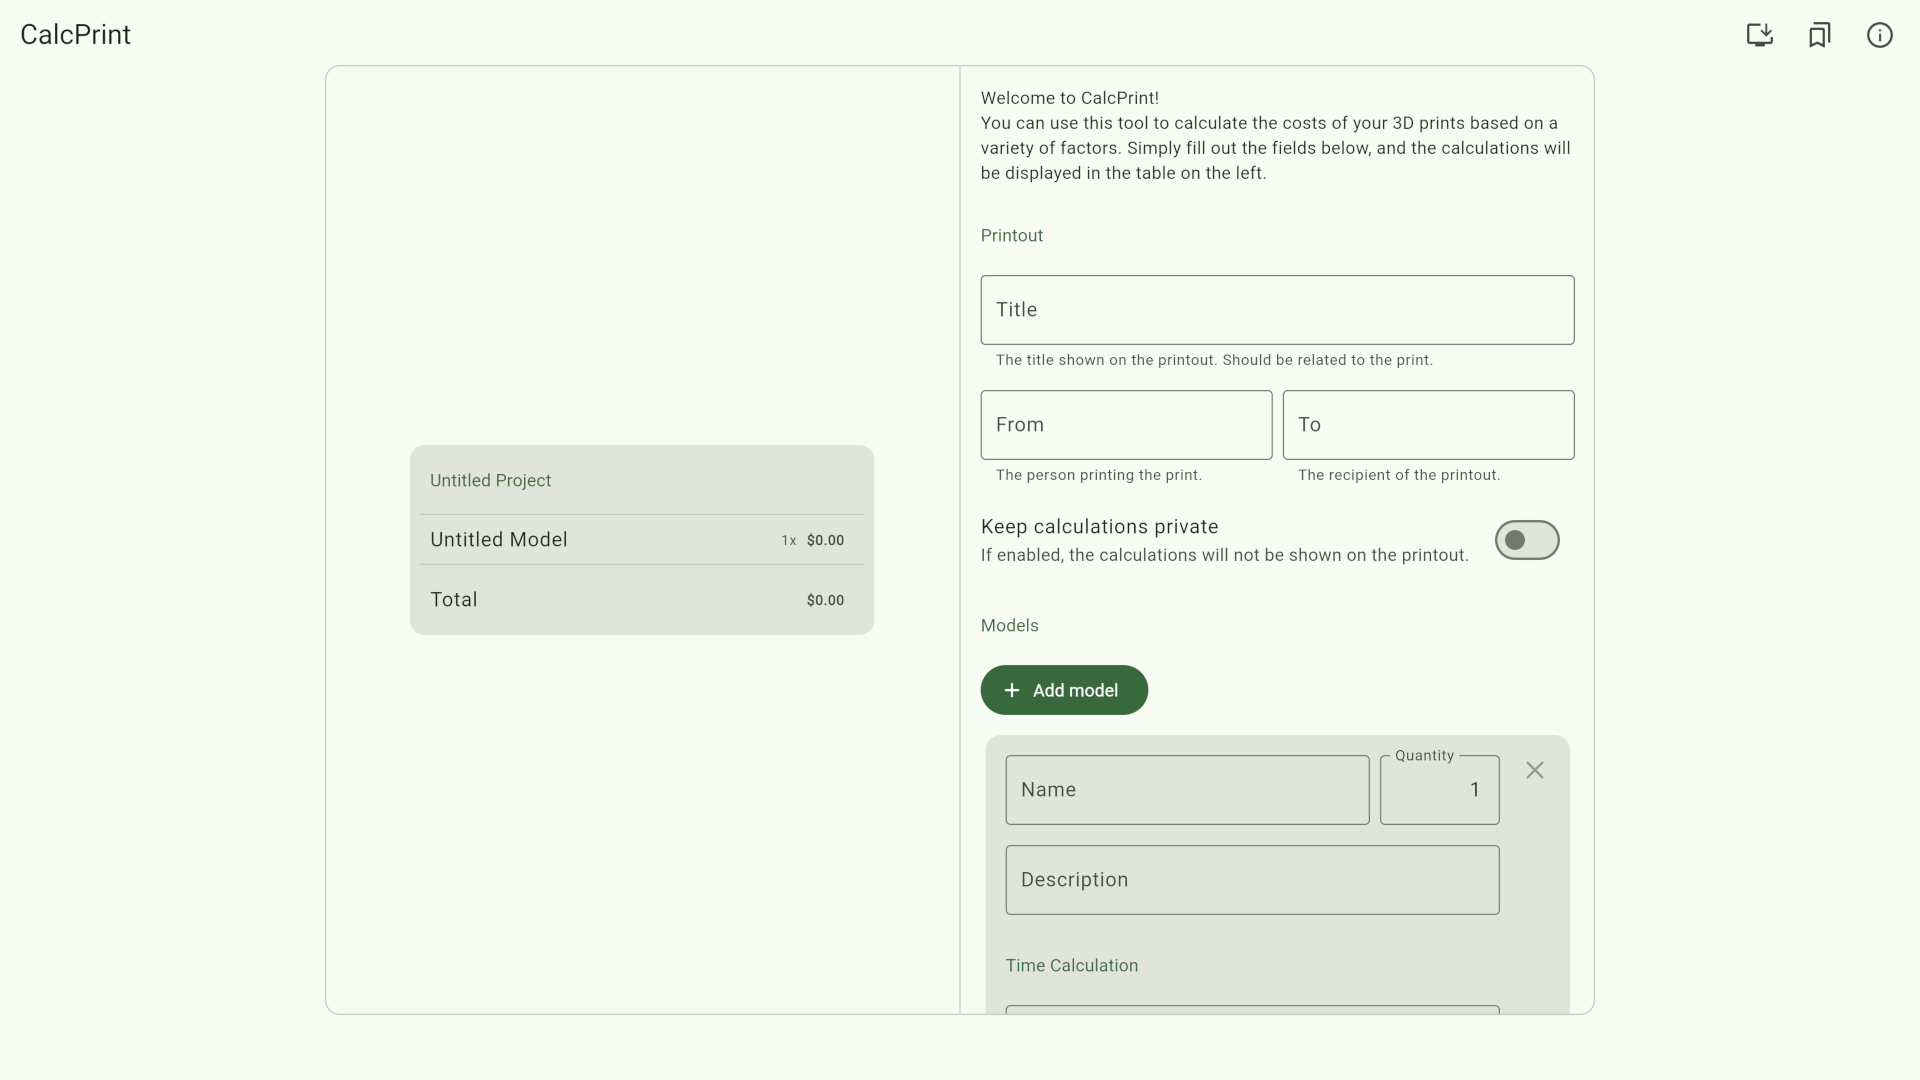 CalcPrint
Untitled Project
Untitled Model 1x $0.00
Total $0.00
Welcome to CalcPrint!
You can use this tool to calculate the costs of your 3D prints based on a
variety of factors. Simply fill out the fields below, and the calculations will
be displayed in the table on the left.
Printout
Title
The title shown on the printout. Should be related to the print.
From To
The person printing the print. The recipient of the printout.
Keep calculations private
If enabled, the calculations will not be shown on the printout.
Models
Add model
Quantity
Name 1
Description
Time Calculation